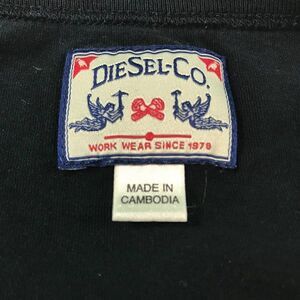 DIESEL-CO.
WORK WEAR SINCE 1978
MADE IN
CAMBODIA